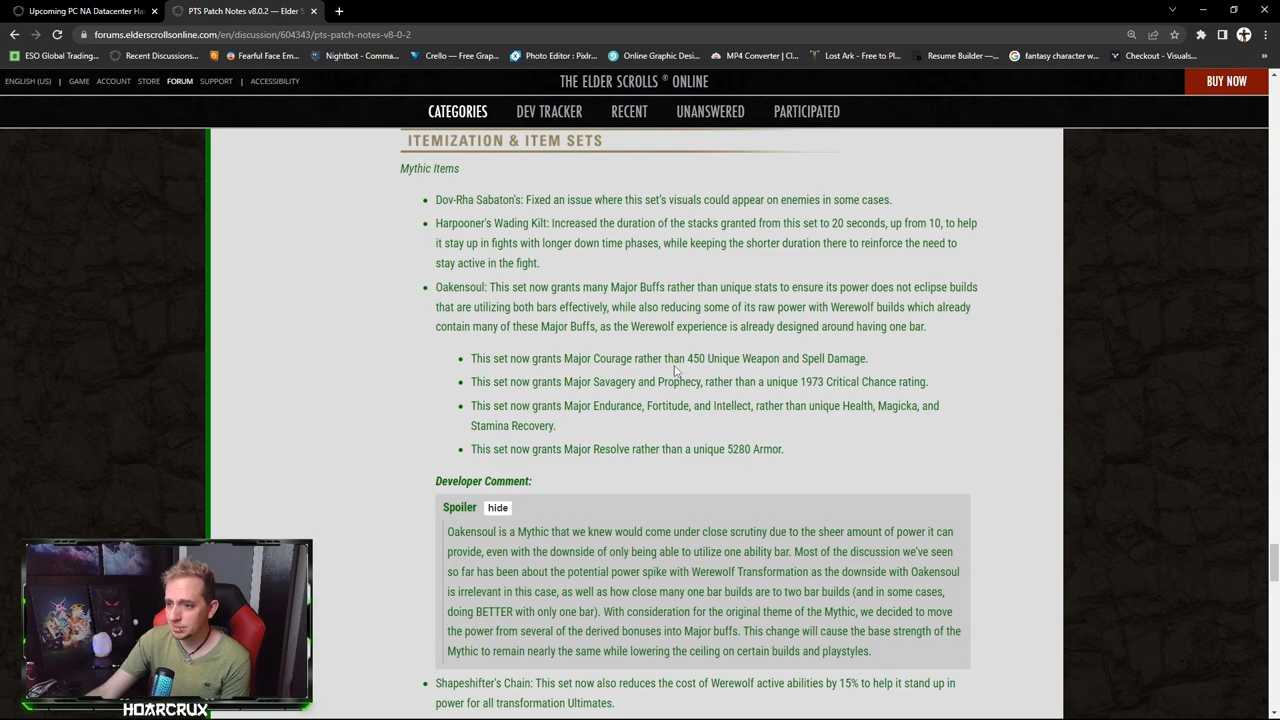 Upcoming PC NA Datacenter Har
PTS Patch Notes v8.0.2 — Elder S
forums.elderscrollsonline.com/en/discussion/604343/pts-patch-notes-v8-0-2
ESO Global Trading... Recent Discussions... Fearful Face Em... Nightbot - Comma... Crello — Free Grap... Photo Editor : Pixlr... Online Graphic Des... MP4 Converter | Cl... Lost Ark - Free to Pl... Resume Builder —... fantasy character w... Checkout - Visuals...
ENGLISH (US) | GAME ACCOUNT STORE FORUM SUPPORT | ACCESSIBILITY
THE ELDER SCROLLS ® ONLINE
BUY NOW
CATEGORIES DEV TRACKER RECENT UNANSWERED PARTICIPATED
ITEMIZATION & ITEM SETS
Mythic Items
Dov-Rha Sabaton's: Fixed an issue where this set's visuals could appear on enemies in some cases.
Harpooner's Wading Kilt: Increased the duration of the stacks granted from this set to 20 seconds, up from 10, to help
it stay up in fights with longer down time phases, while keeping the shorter duration there to reinforce the need to
stay active in the fight.
Oakensoul: This set now grants many Major Buffs rather than unique stats to ensure its power does not eclipse builds
that are utilizing both bars effectively, while also reducing some of its raw power with Werewolf builds which already
contain many of these Major Buffs, as the Werewolf experience is already designed around having one bar.
This set now grants Major Courage rather than 450 Unique Weapon and Spell Damage.
This set now grants Major Savagery and Prophecy, rather than a unique 1973 Critical Chance rating.
This set now grants Major Endurance, Fortitude, and Intellect, rather than unique Health, Magicka, and
Stamina Recovery.
This set now grants Major Resolve rather than a unique 5280 Armor.
Developer Comment:
Spoiler hide
Oakensoul is a Mythic that we knew would come under close scrutiny due to the sheer amount of power it can
provide, even with the downside of only being able to utilize one ability bar. Most of the discussion we've seen
so far has been about the potential power spike with Werewolf Transformation as the downside with Oakensoul
is irrelevant in this case, as well as how close many one bar builds are to two bar builds (and in some cases,
doing BETTER with only one bar). With consideration for the original theme of the Mythic, we decided to move
the power from several of the derived bonuses into Major buffs. This change will cause the base strength of the
Mythic to remain nearly the same while lowering the ceiling on certain builds and playstyles.
Shapeshifter's Chain: This set now also reduces the cost of Werewolf active abilities by 15% to help it stand up in
power for all transformation Ultimates.
HOARCRUX